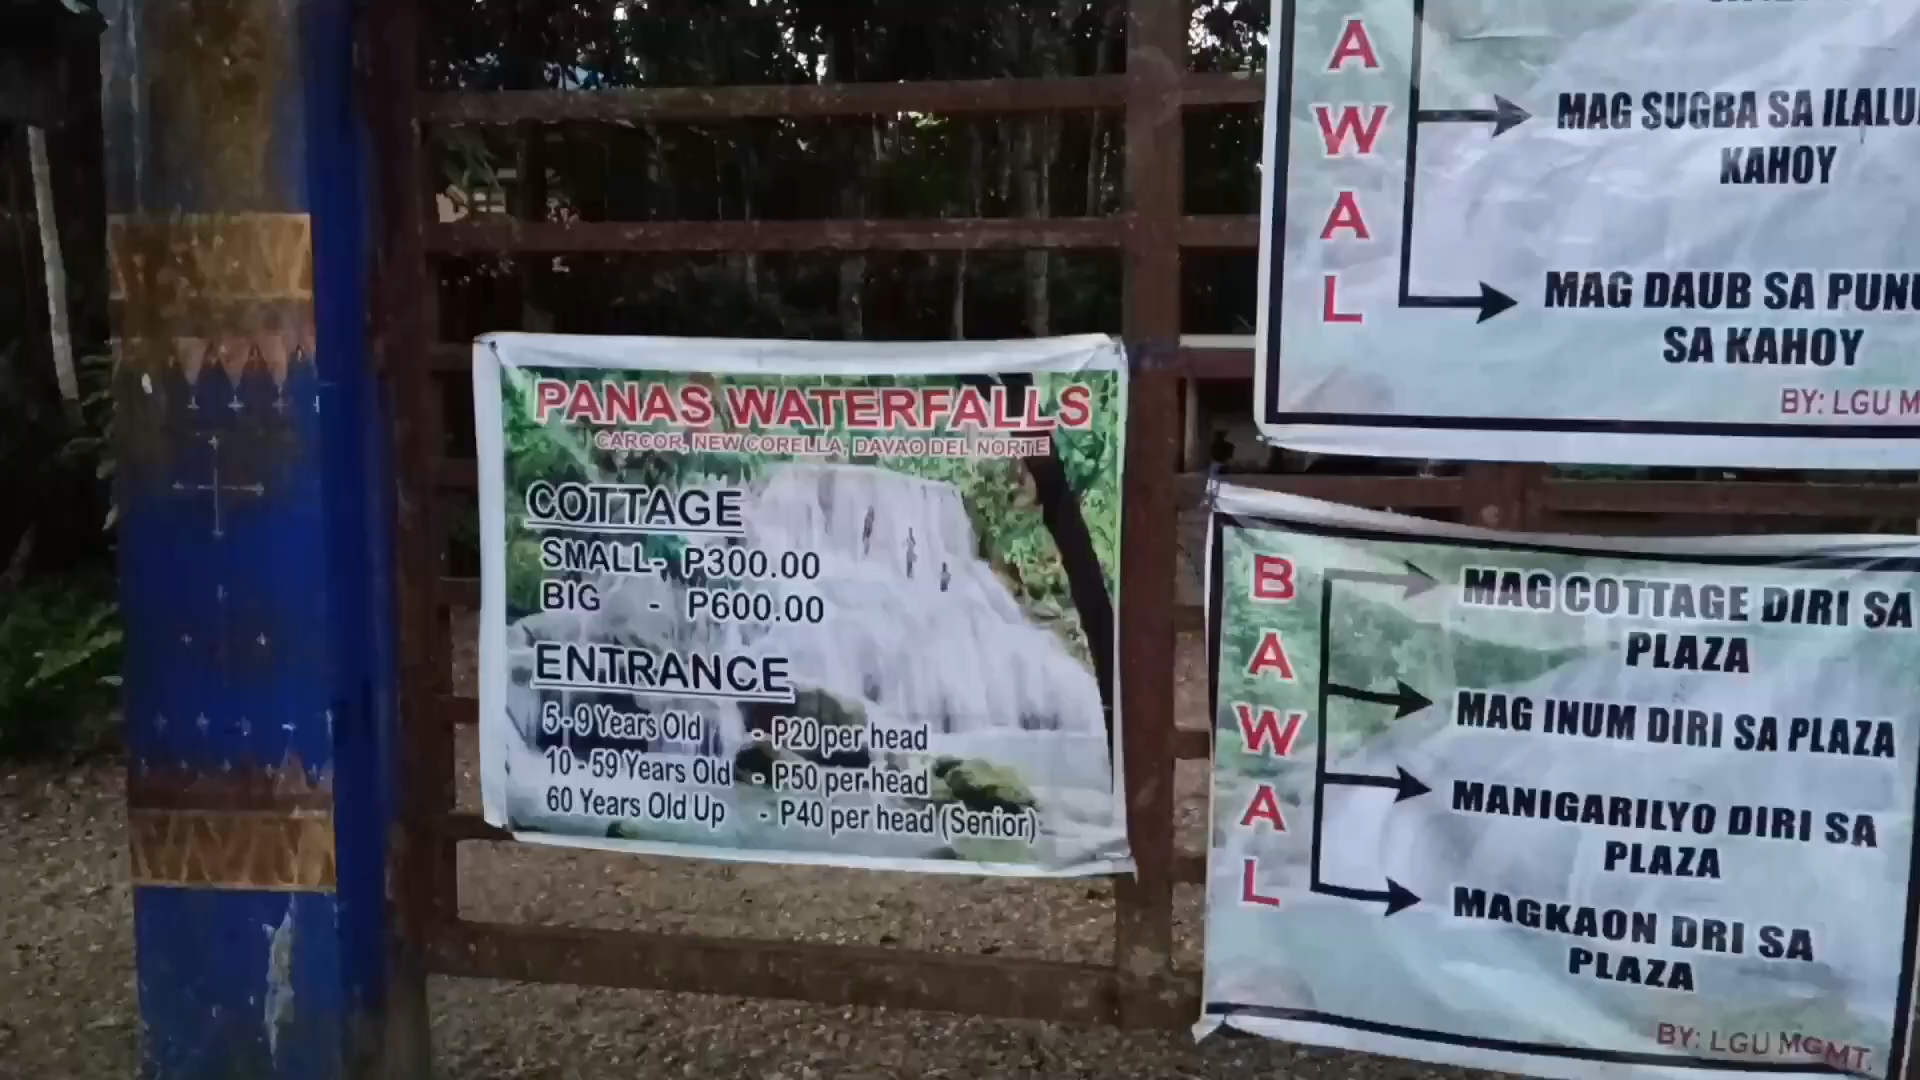 PANAS WATERFALLS
CARCOR, NEW CORELLA, DAVAO DEL NORTE
COTTAGE
SMALL- P300.00
BIG - P600.00
ENTRANCE
5-9 Years Old - P20 per head
10-59 Years Old - P50 per head
60 Years Old Up - P40 per head (Senior)
A
W
A
L
MAG SUGBA SA
KAHOY
MAG DAUB SA
SA KAHOY
BY: LGU
B
A
W
A
L
MAG COTTAGE DIRI SA
PLAZA
MAG INUM DIRI SA PLAZA
MANIGARILYO DIRI SA
PLAZA
MAGKAON DRI SA
PLAZA
BY: LGU MGMT.